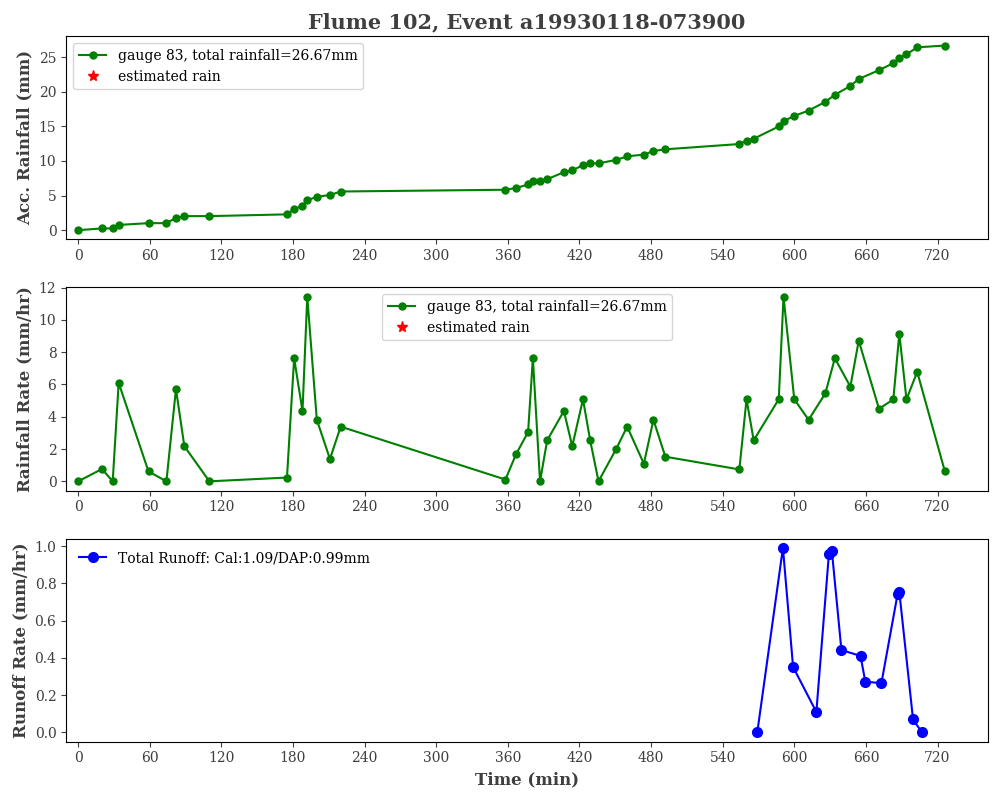 Flume 102, Event a19930118-073900
Acc. Rainfall (mm)
25
20
15
10
5
0
gauge 83, total rainfall=26.67mm
estimated rain
0 60 120 180 240 300 360 420 480 540 600 660 720
Rainfall Rate (mm/hr)
12
10
8
6
4
2
0
gauge 83, total rainfall=26.67mm
estimated rain
0 60 120 180 240 300 360 420 480 540 600 660 720
Runoff Rate (mm/hr)
1.0
0.8
0.6
0.4
0.2
0.0
Total Runoff: Cal:1.09/DAP:0.99mm
0 60 120 180 240 300 360 420 480 540 600 660 720
Time (min)